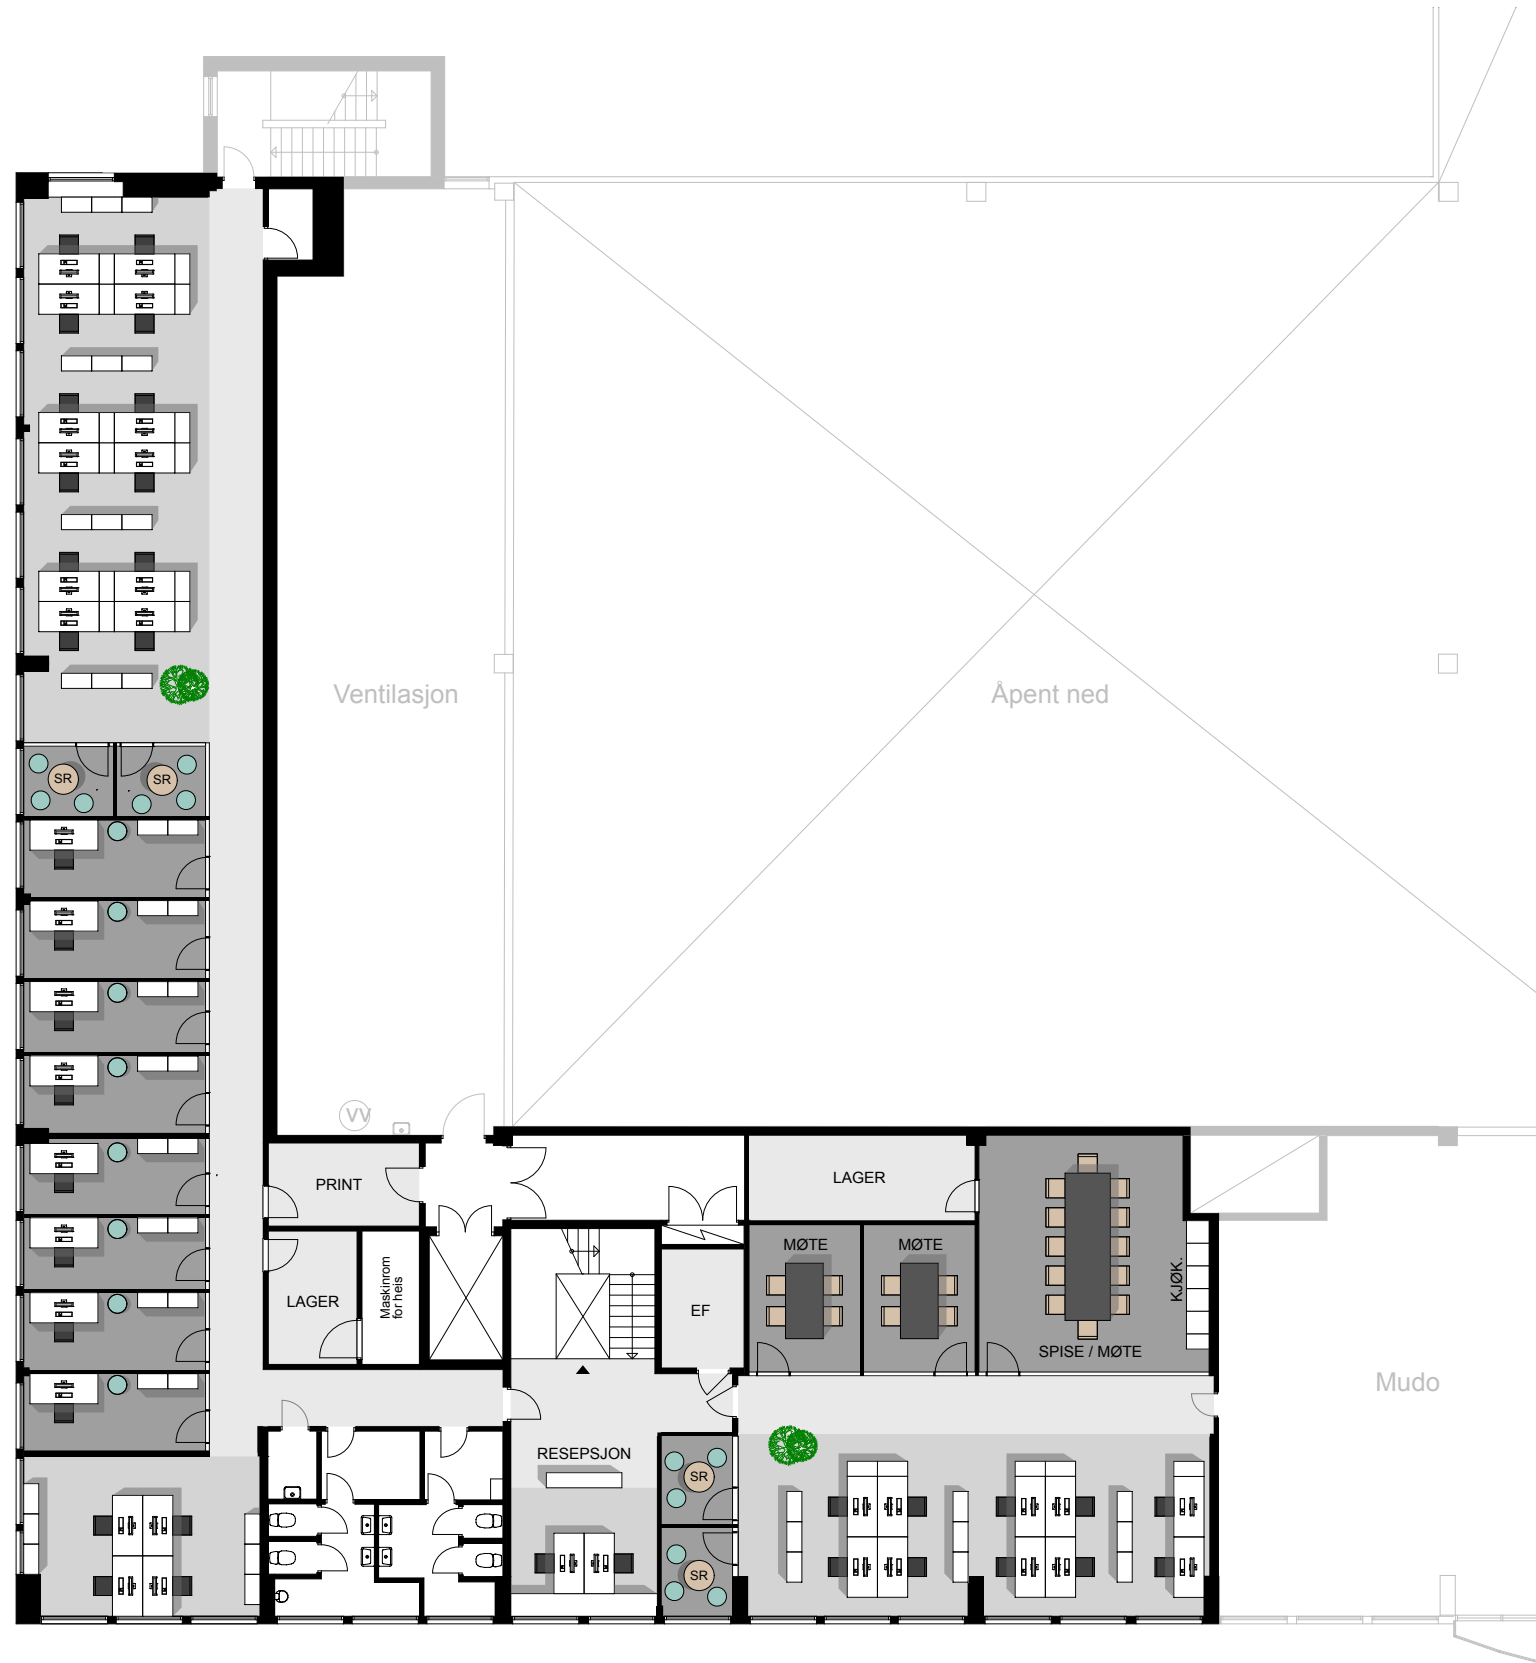 Ventilasjon
Åpent ned
SR
SR
VV
PRINT
LAGER
MØTE
MØTE
LAGER
Maskinrom
for heis
EF
KJØK.
SPISE / MØTE
Mudo
RESEPSJON
SR
SR